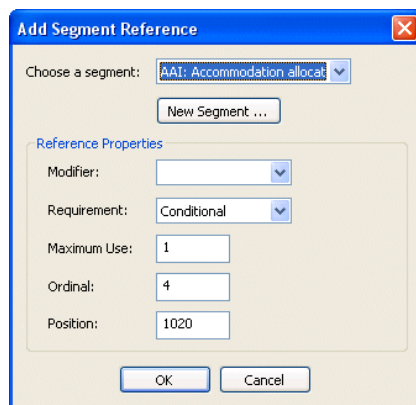 Add Segment Reference
Choose a segment: AAI: Accommodation allocat
New Segment ...
Reference Properties
Modifier:
Requirement: Conditional
Maximum Use: 1
Ordinal: 4
Position: 1020
OK Cancel